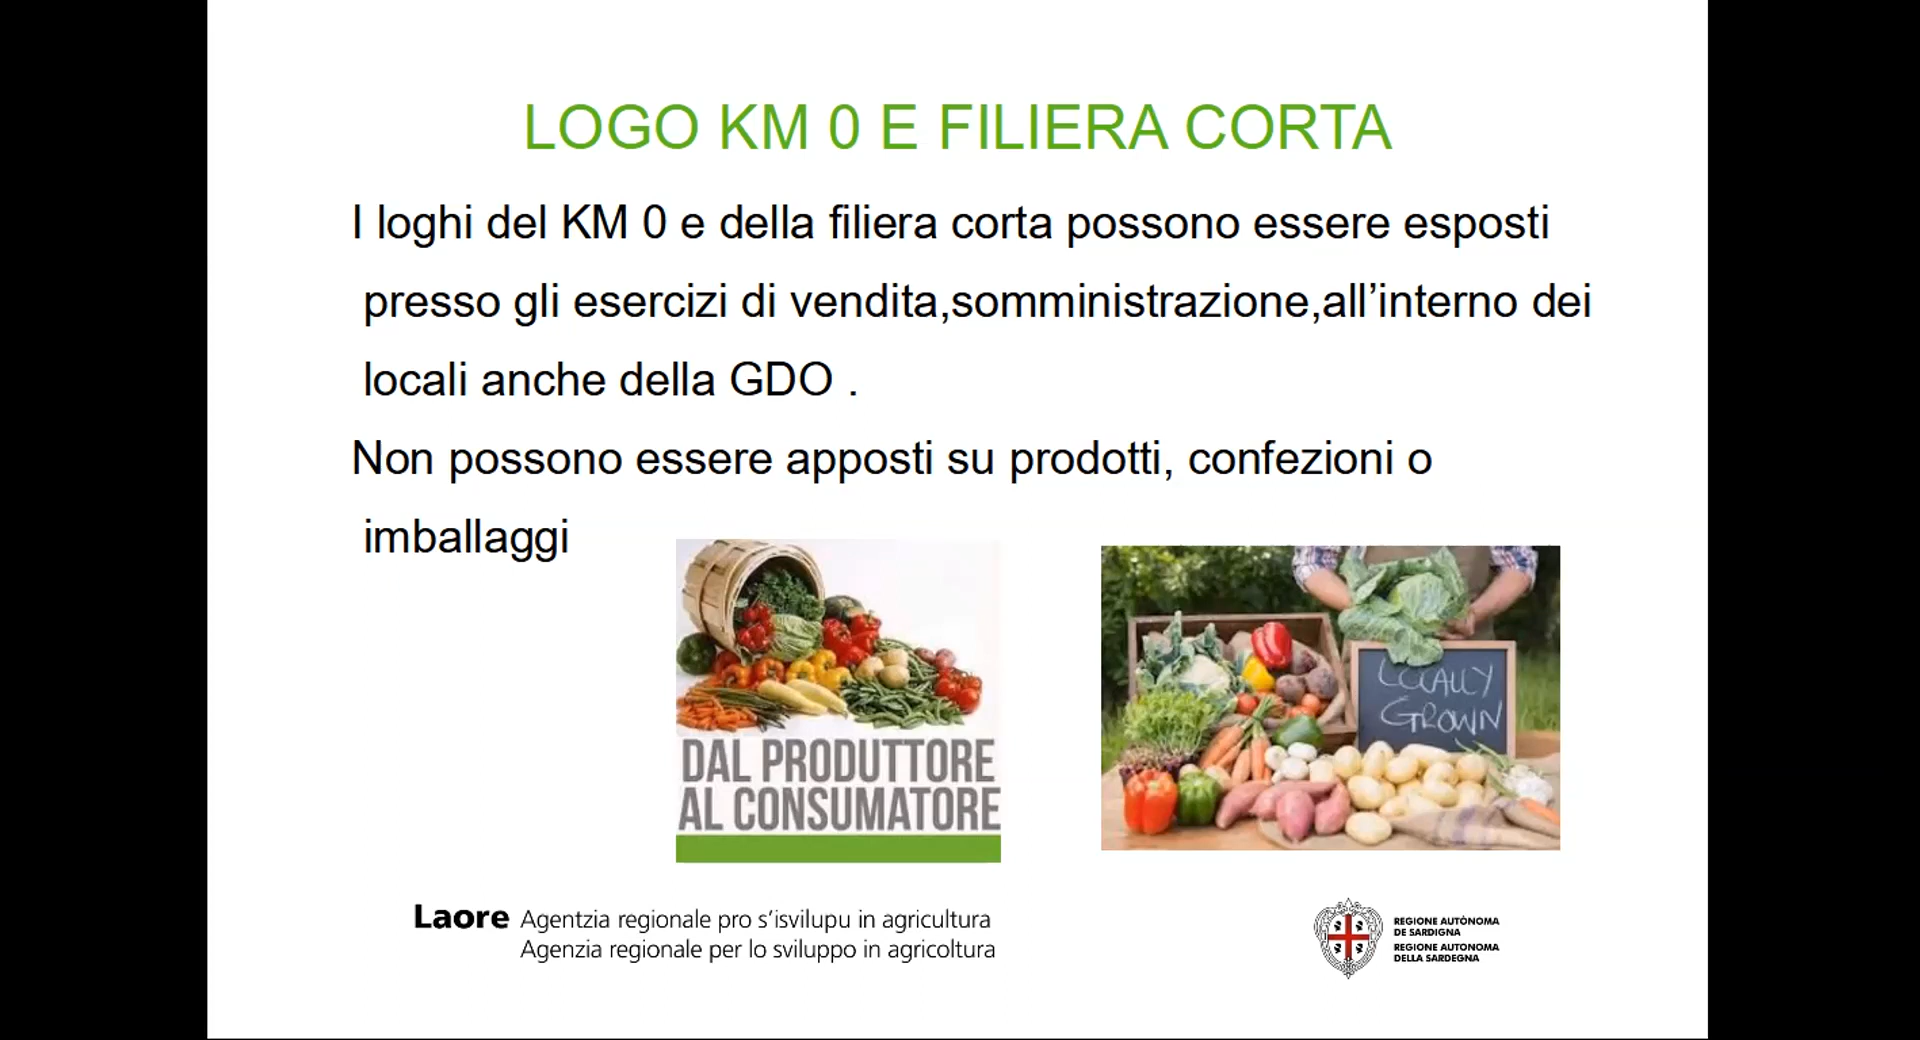 LOGO KM 0 E FILIERA CORTA
I loghi del KM 0 e della filiera corta possono essere esposti
presso gli esercizi di vendita,somministrazione,all’interno dei
locali anche della GDO .
Non possono essere apposti su prodotti, confezioni o
imballaggi
DAL PRODUTTORE
AL CONSUMATORE
LOCALLY
GROWN
Laore Agentzia regionale pro s’isvilupu in agricultura
Agenzia regionale per lo sviluppo in agricoltura
REGIONE AUTÒNOMA
DE SARDIGNA
REGIONE AUTONOMA
DELLA SARDEGNA